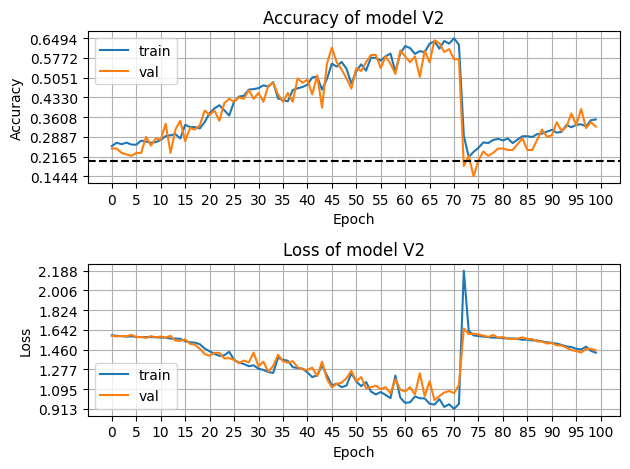 Accuracy of model V2
0.6494
0.5772
0.5051
0.4330
0.3608
0.2887
0.2165
0.1444
Accuracy
train
val
0 5 10 15 20 25 30 35 40 45 50 55 60 65 70 75 80 85 90 95 100
Epoch
Loss of model V2
2.188
2.006
1.824
1.642
1.460
1.277
1.095
0.913
Loss
train
val
0 5 10 15 20 25 30 35 40 45 50 55 60 65 70 75 80 85 90 95 100
Epoch